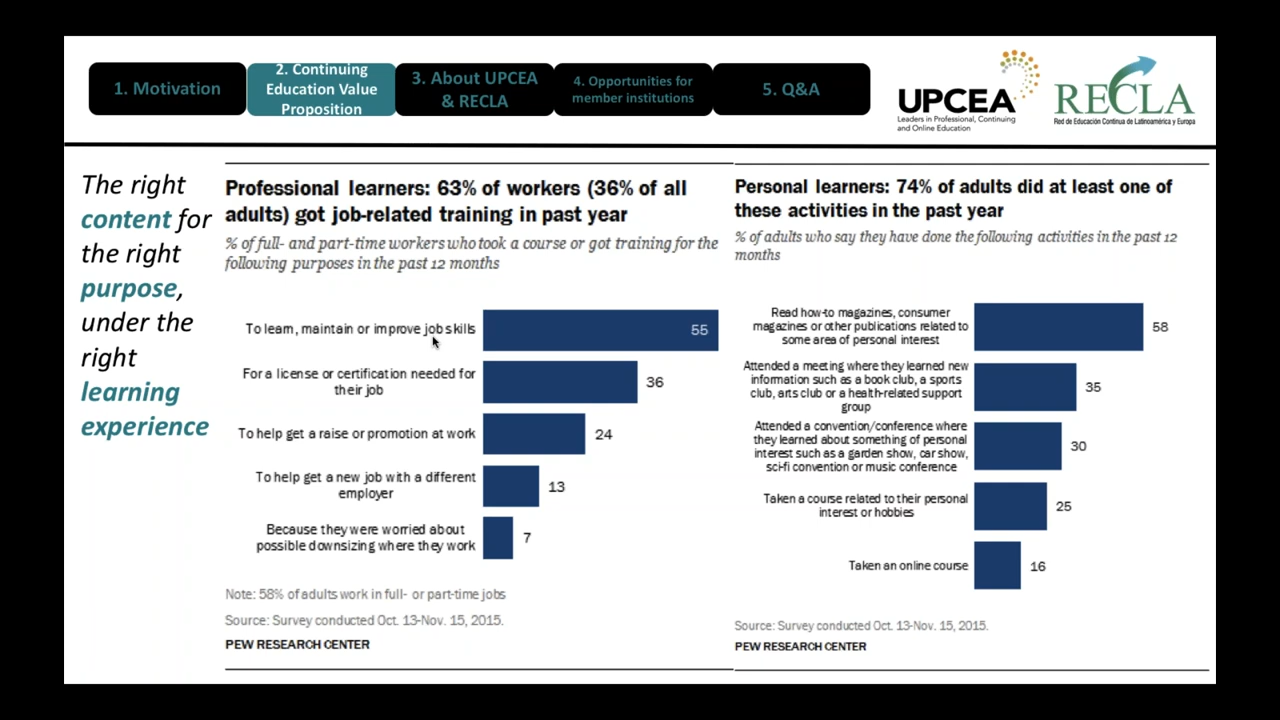 1. Motivation
2. Continuing
Education Value
Proposition
3. About UPCEA
& RECLA
4. Opportunities for
member institutions
5. Q&A
UPCEA
Leaders in Professional, Continuing
and Online Education
RECLA
Red de Educación Continua de Latinoamérica y Europa
The right
content for
the right
purpose,
under the
right
learning
experience
Professional learners: 63% of workers (36% of all
adults) got job-related training in past year
% of full- and part-time workers who took a course or got training for the
following purposes in the past 12 months
To learn, maintain or improve job skills
55
For a license or certification needed for
their job
36
To help get a raise or promotion at work
24
To help get a new job with a different
employer
13
Because they were worried about
possible downsizing where they work
7
Note: 58% of adults work in full- or part-time jobs
Source: Survey conducted Oct. 13-Nov. 15, 2015.
PEW RESEARCH CENTER
Personal learners: 74% of adults did at least one of
these activities in the past year
% of adults who say they have done the following activities in the past 12
months
Read how-to magazines, consumer
magazines or other publications related to
some area of personal interest
58
Attended a meeting where they learned new
information such as a book club, a sports
club, arts club or a health-related support
group
35
Attended a convention/conference where
they learned about something of personal
interest such as a garden show, car show,
sci-fi convention or music conference
30
Taken a course related to their personal
interest or hobbies
25
Taken an online course
16
Source: Survey conducted Oct. 13-Nov. 15, 2015.
PEW RESEARCH CENTER